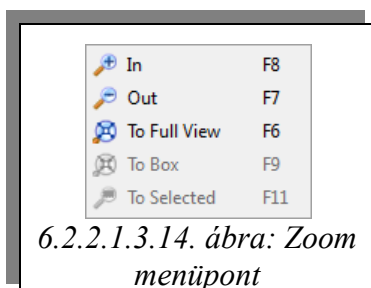 In F8
Out F7
To Full View F6
To Box F9
To Selected F11
6.2.2.1.3.14. ábra: Zoom
menüpont